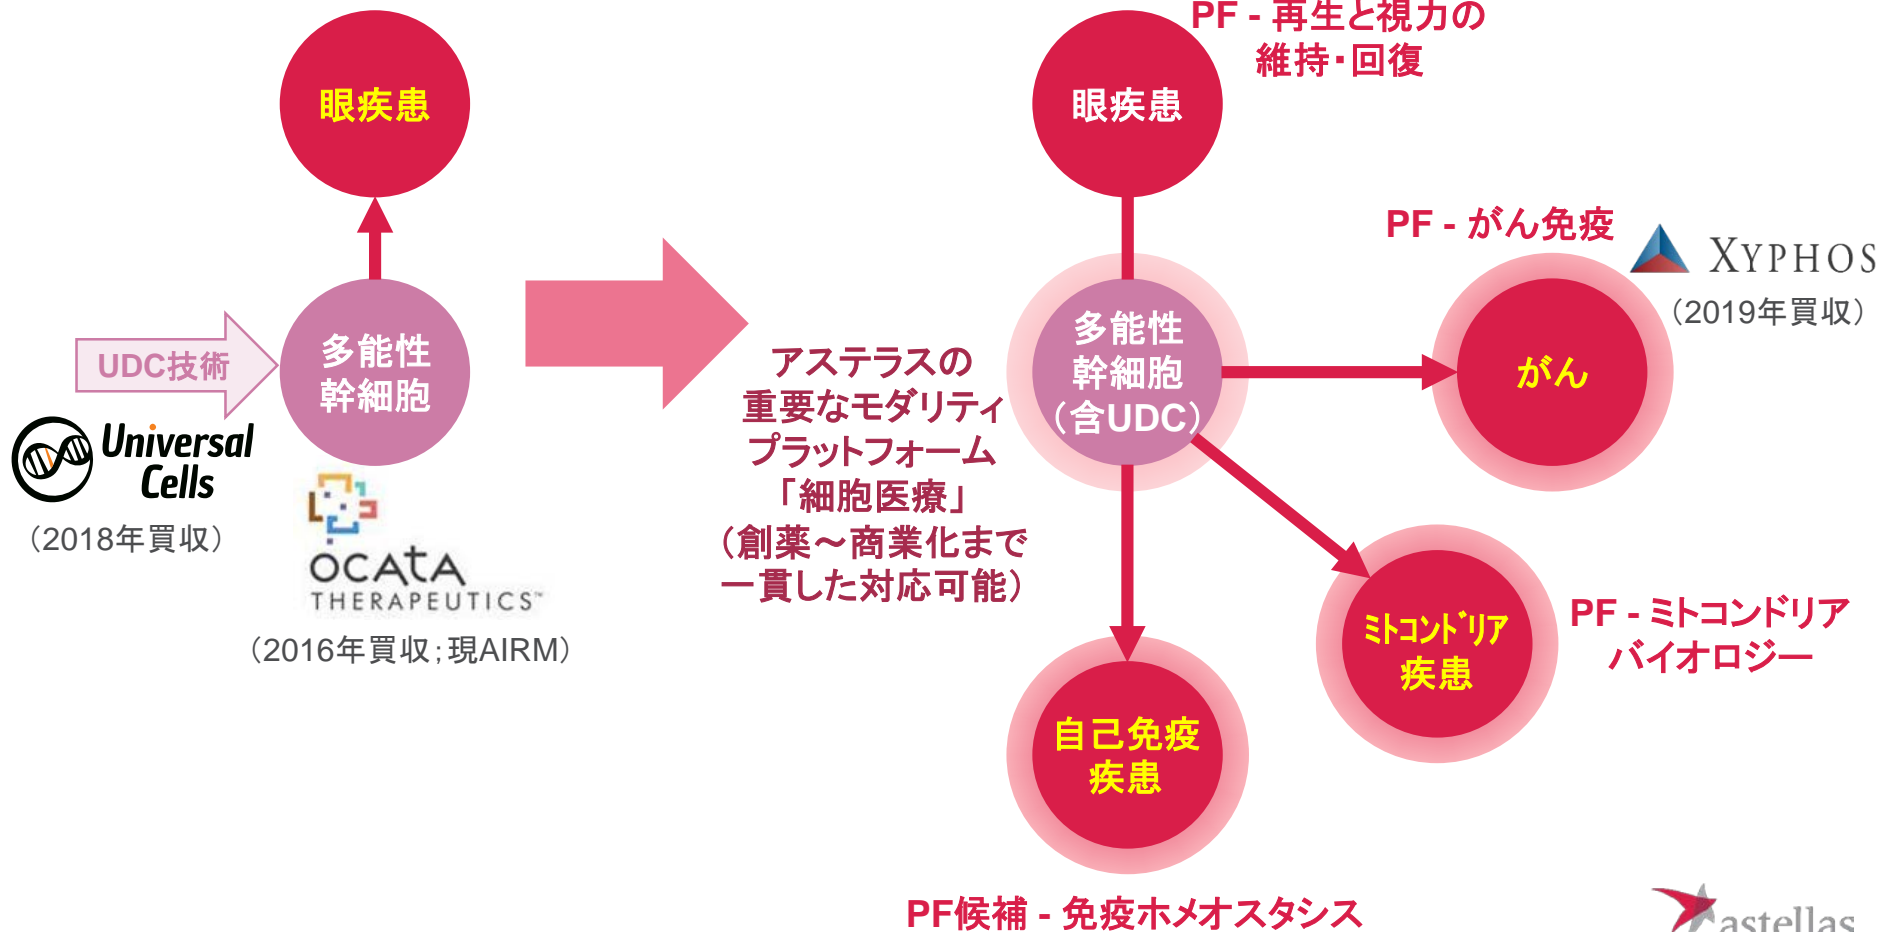 眼疾患
UDC技術
多能性
幹細胞
Universal
Cells
（2018年買収）
OCATA
THERAPEUTICS™
（2016年買収；現AIRM）
アステラスの
重要なモダリティ
プラットフォーム
「細胞医療」
（創薬～商業化まで
一貫した対応可能）
PF - 再生と視力の
維持・回復
眼疾患
多能性
幹細胞
（含UDC）
PF - がん免疫
XYPHOS
（2019年買収）
がん
ミトコンドリア
疾患
PF - ミトコンドリア
バイオロジー
自己免疫
疾患
PF候補 - 免疫ホメオスタシス
astellas